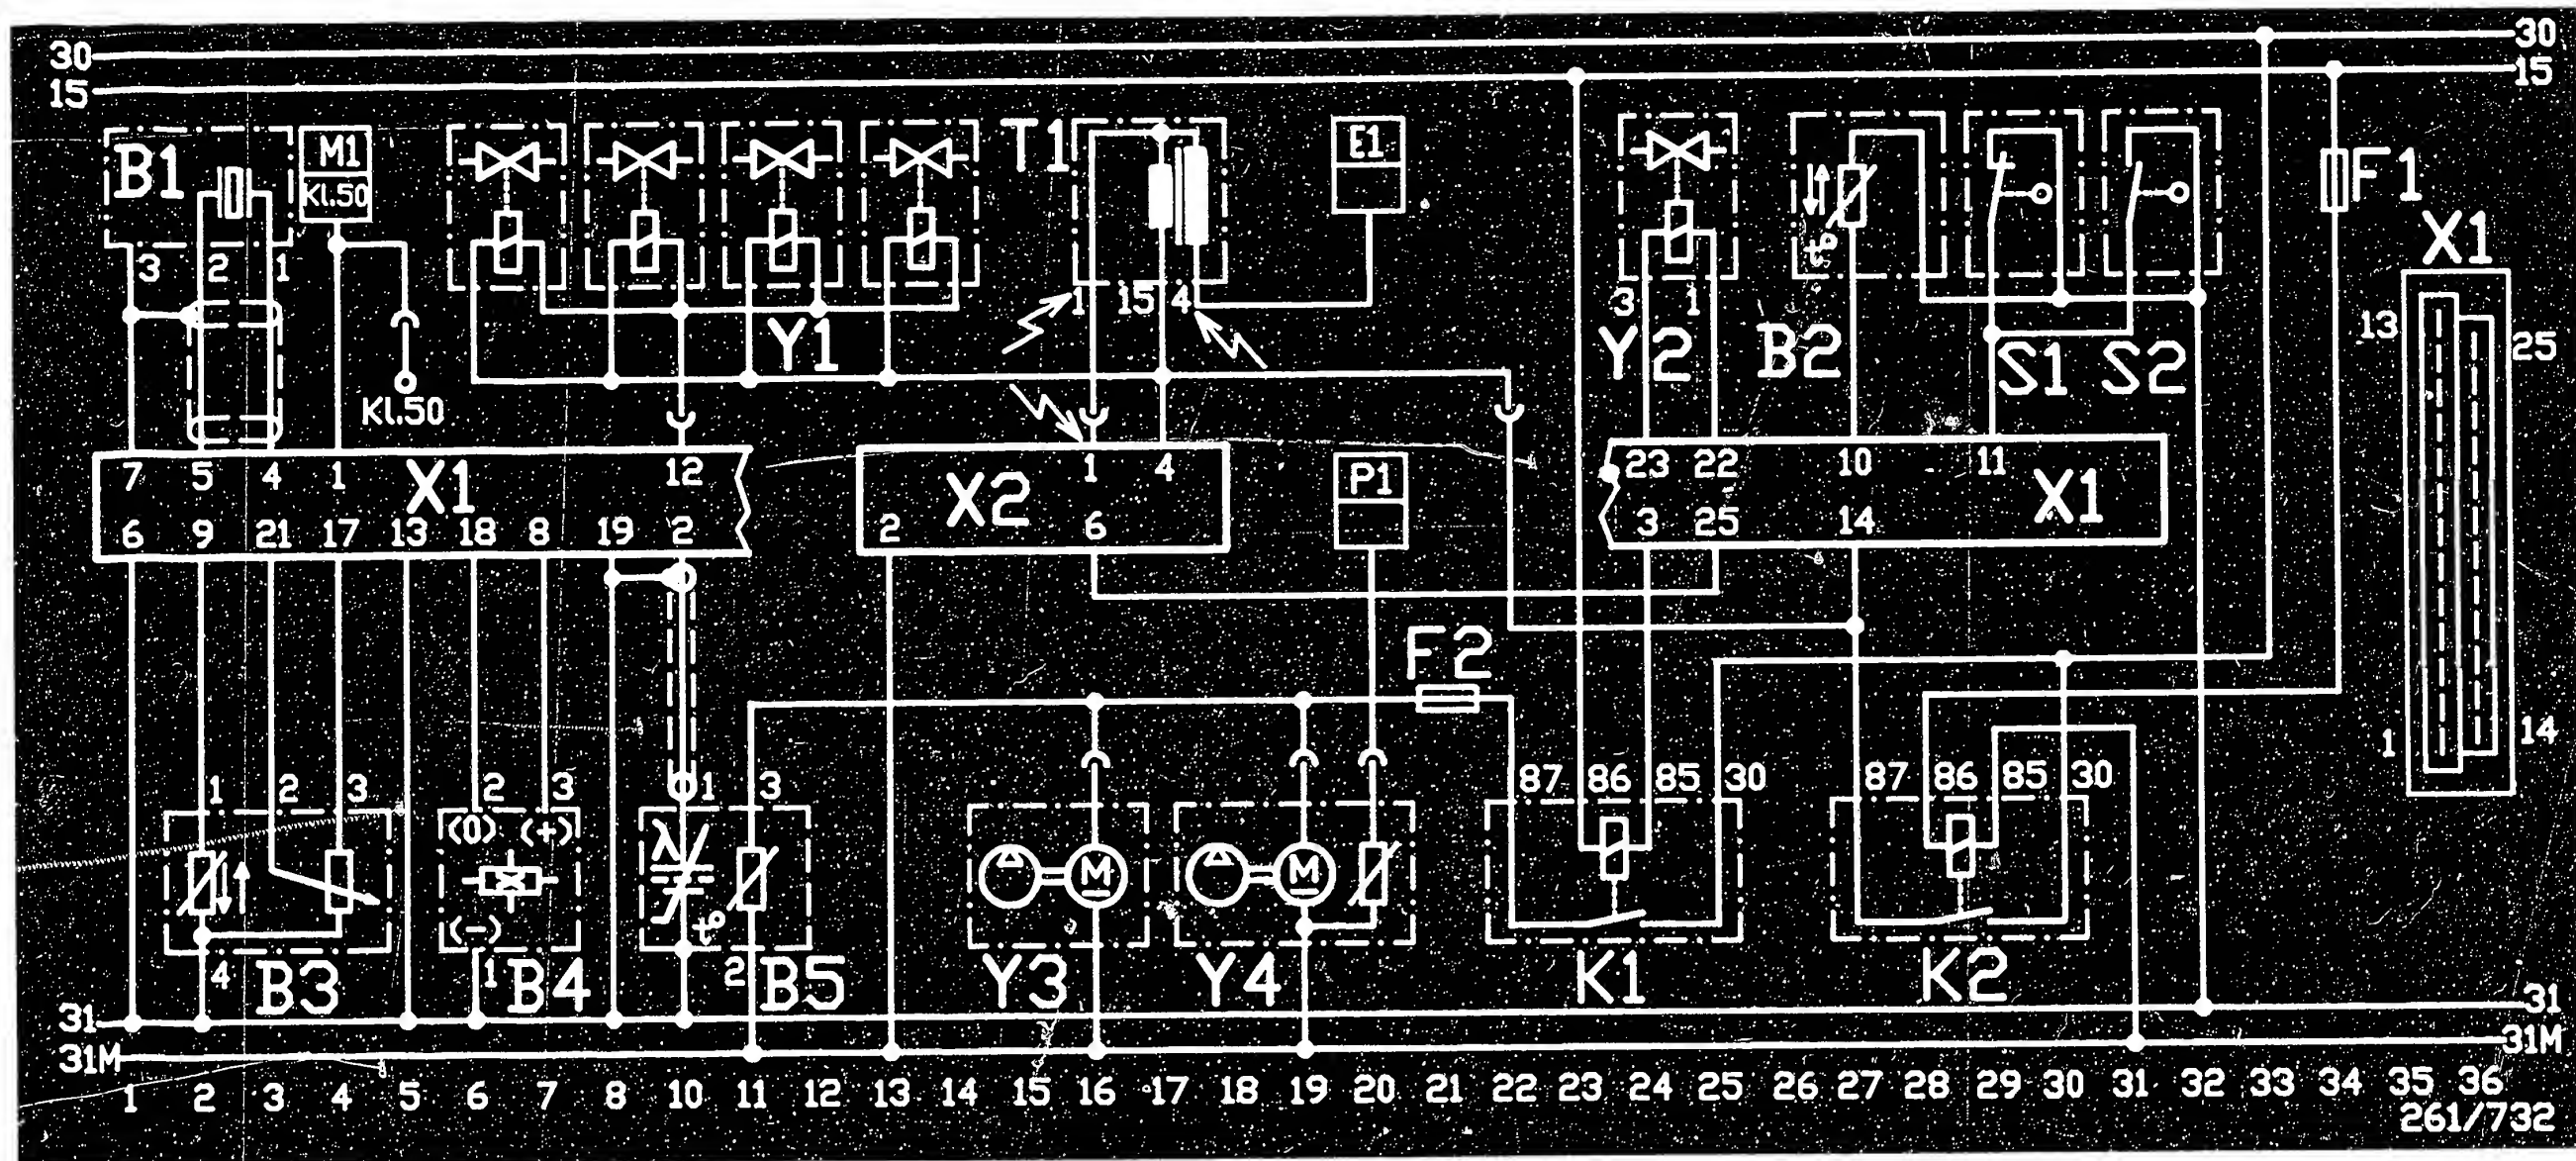 30 30
15 15
B1 M1 T1 E1 F1
Kl.50
X1
3 2 1 1 15 4 3 1
13 25
Y1 Y2 B2 S1 S2
Kl.50
7 5 4 1 X1 12 1 4 P1 23 22 10 11
X2 X1
6 9 21 17 13 18 8 19 2 2 6 3 25 14
F2
1 14
1 2 3 2 3 1 3 87 86 85 30 87 86 85 30
(0) (+) λ
M M
(-) t°
t°
4 B3 1 B4 2 B5 Y3 Y4 K1 K2
31 31
31M 31M
1 2 3 4 5 6 7 8 10 11 12 13 14 15 16 17 18 19 20 21 22 23 24 25 26 27 28 29 30 31 32 33 34 35 36
261/732